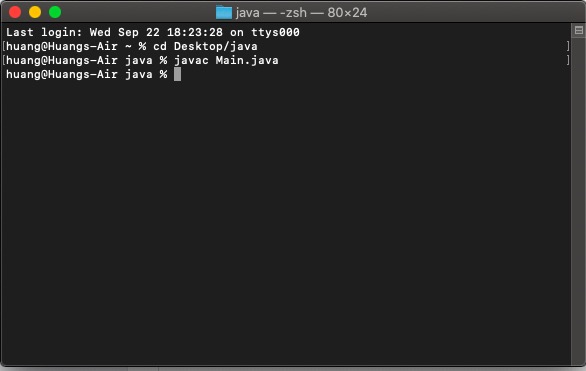 java — -zsh — 80×24
Last login: Wed Sep 22 18:23:28 on ttys000
[huang@Huangs-Air ~ % cd Desktop/java ]
[huang@Huangs-Air java % javac Main.java ]
huang@Huangs-Air java %